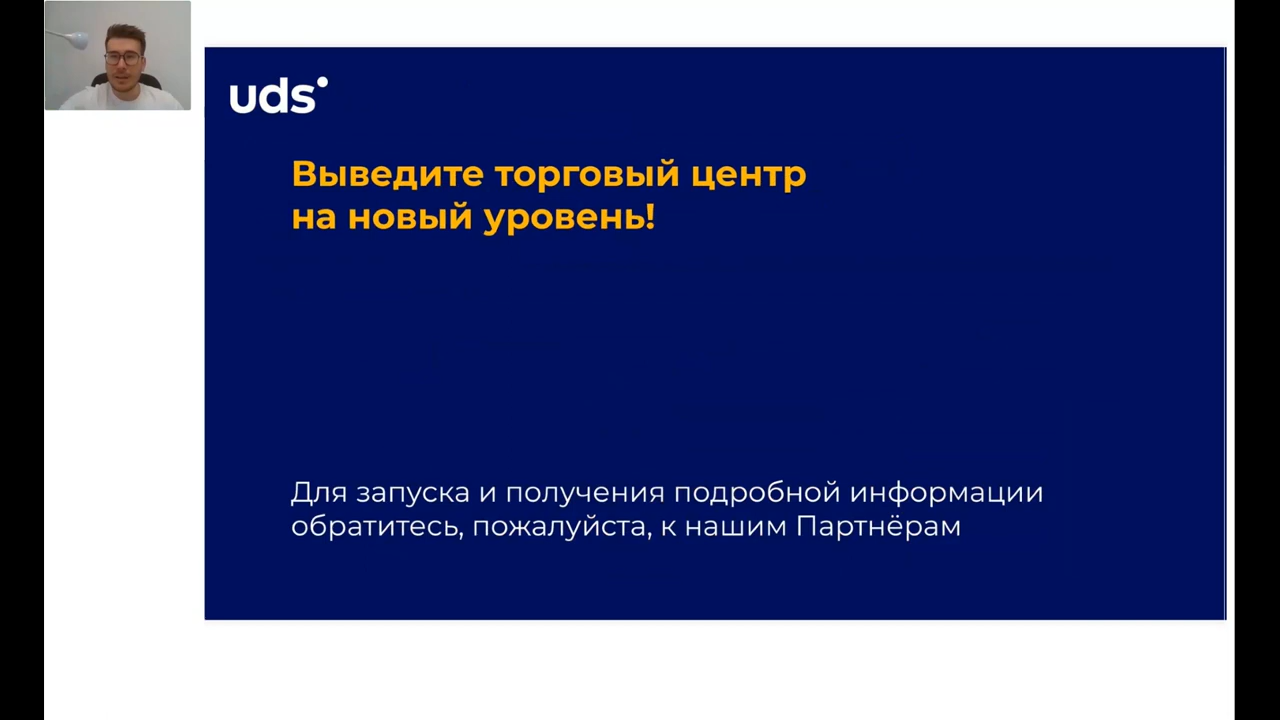 uds
Выведите торговый центр
на новый уровень!
Для запуска и получения подробной информации
обратитесь, пожалуйста, к нашим Партнёрам